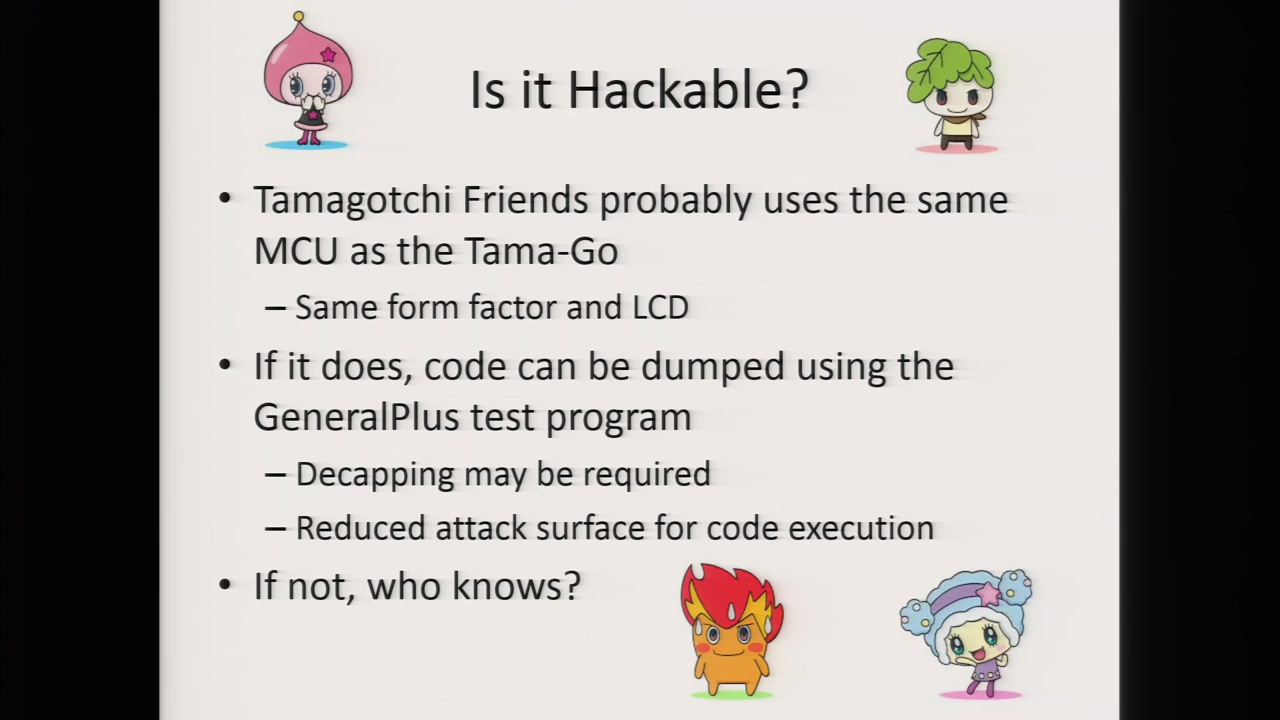 Is it Hackable?
• Tamagotchi Friends probably uses the same
MCU as the Tama-Go
– Same form factor and LCD
• If it does, code can be dumped using the
GeneralPlus test program
– Decapping may be required
– Reduced attack surface for code execution
• If not, who knows?